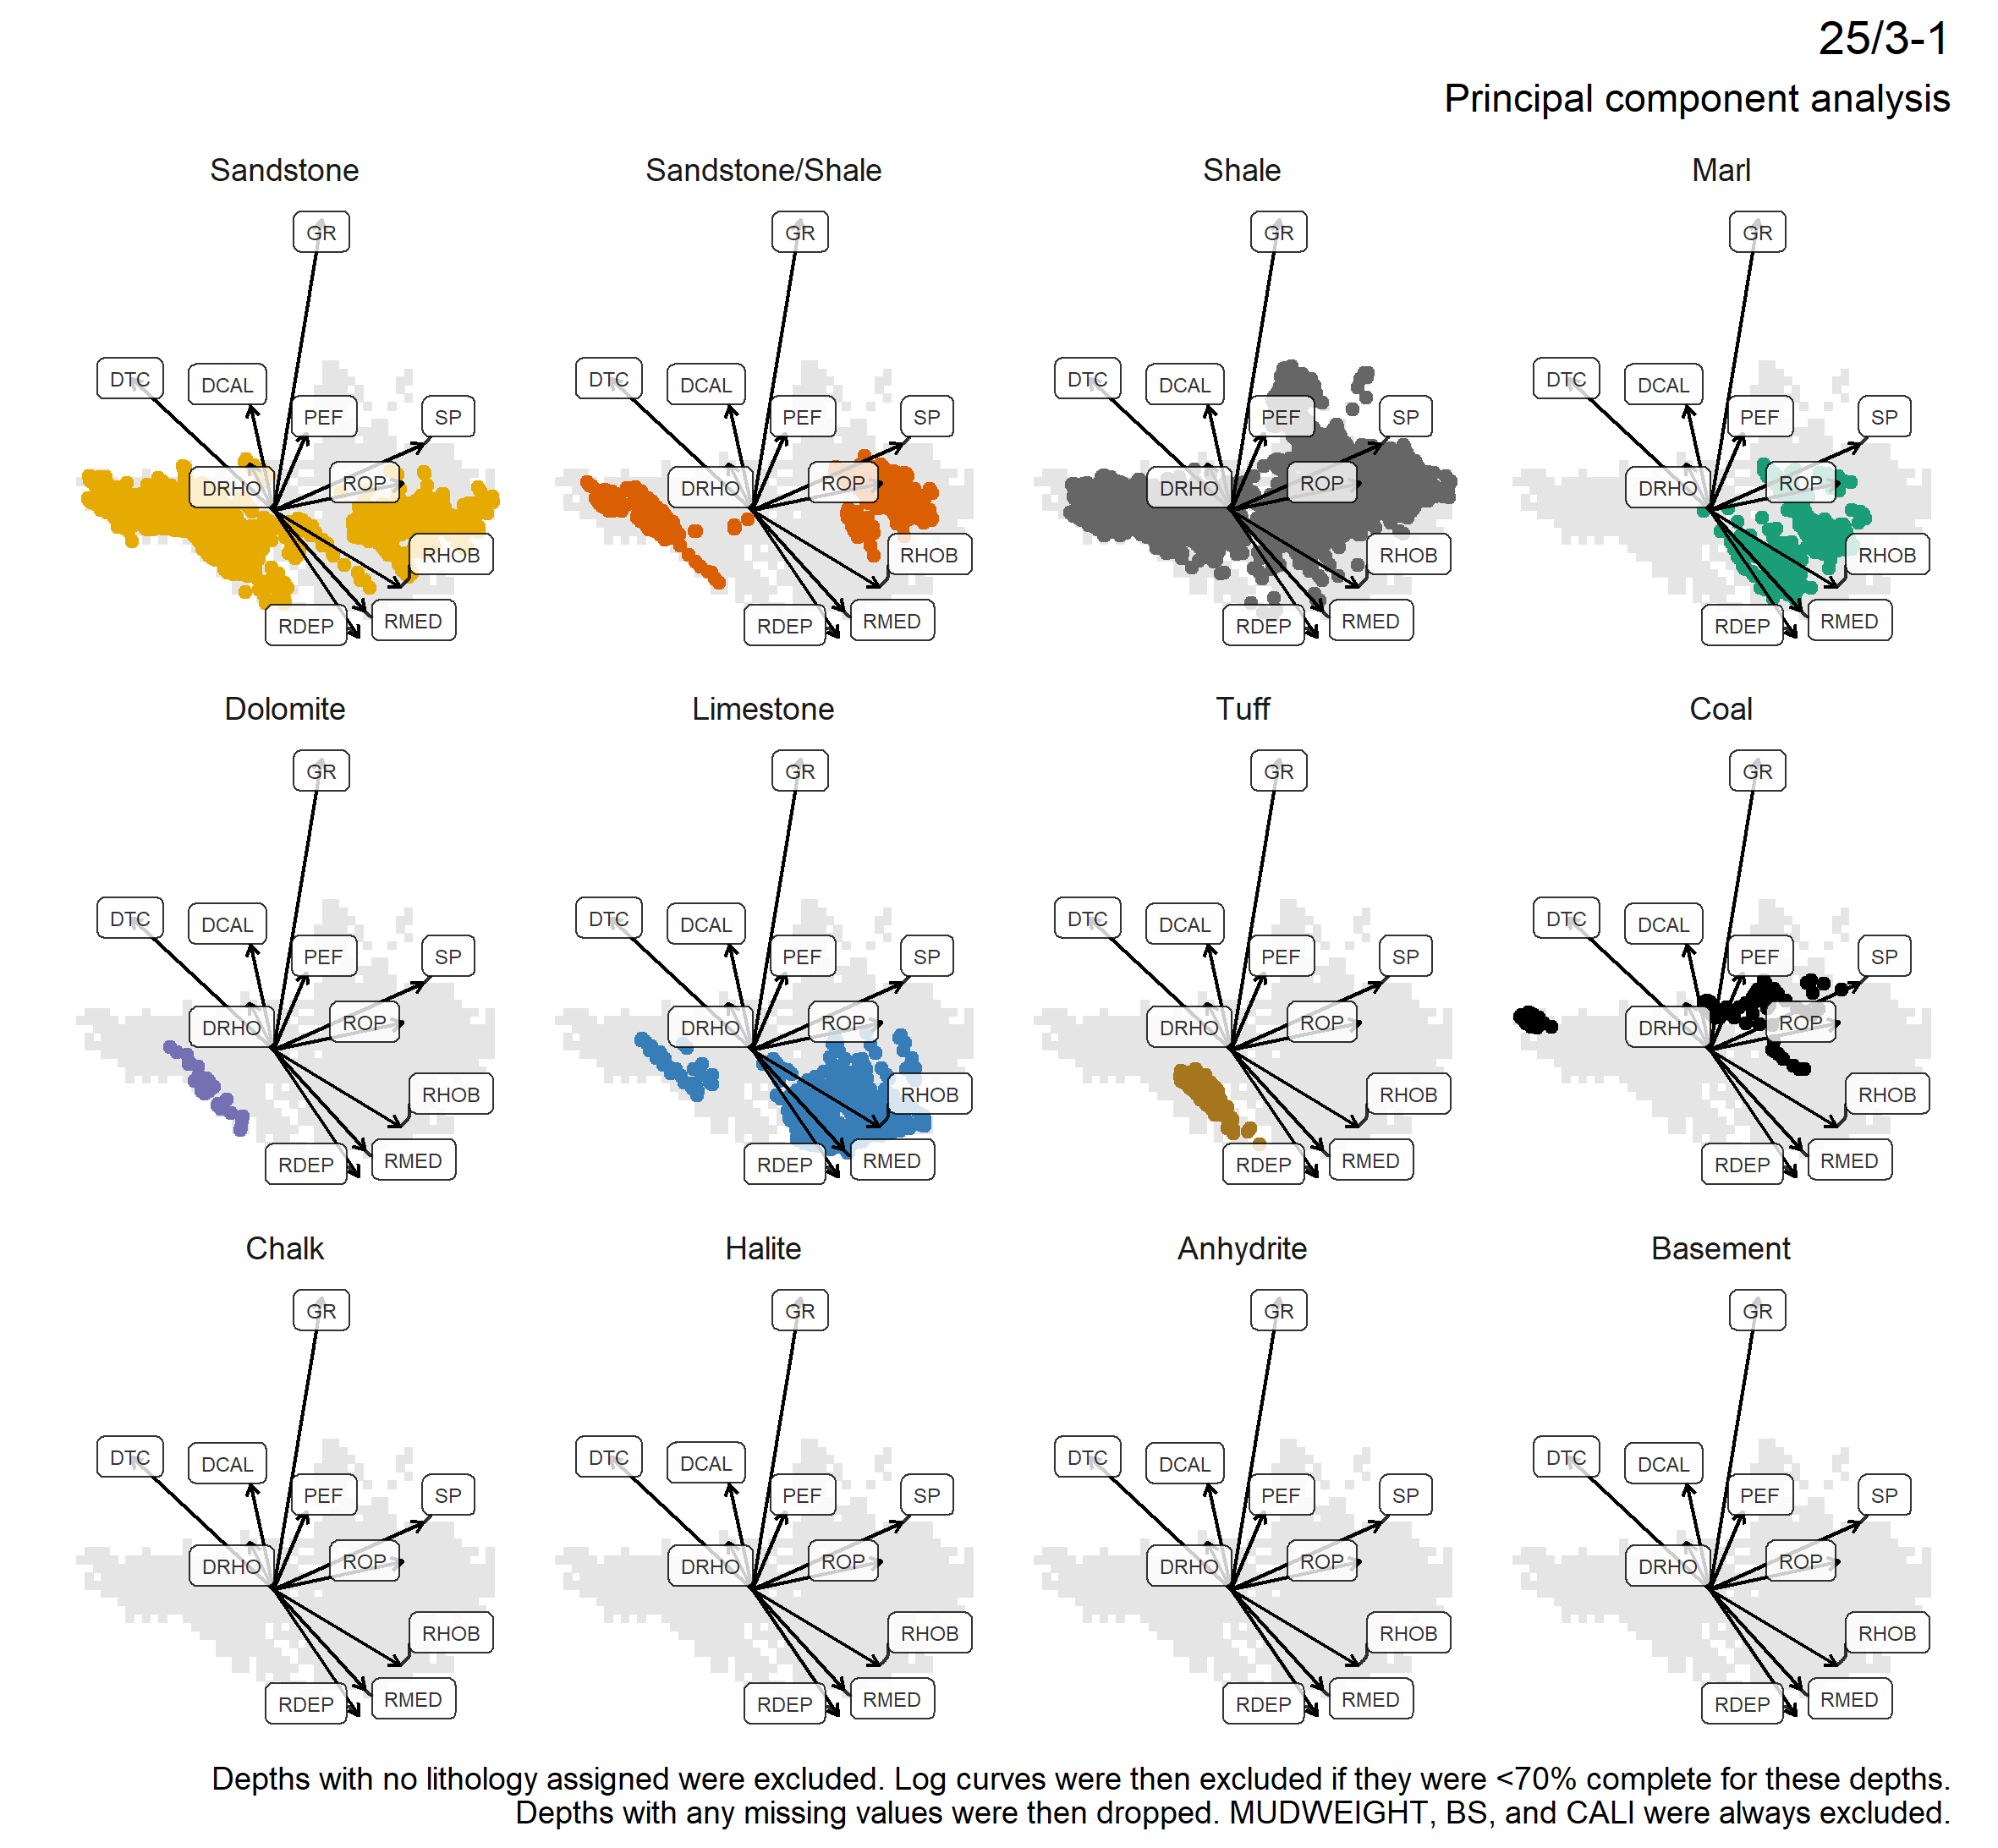 25/3-1
Principal component analysis
Sandstone
Sandstone/Shale
Shale
Marl
GR
GR
GR
GR
DTC
DCAL
PEF
SP
DTC
DCAL
PEF
SP
DTC
DCAL
PEF
SP
DTC
DCAL
PEF
SP
DRHO
ROP
DRHO
ROP
DRHO
ROP
DRHO
ROP
RHOB
RHOB
RHOB
RHOB
RDEP
RMED
RDEP
RMED
RDEP
RMED
RDEP
RMED
Dolomite
Limestone
Tuff
Coal
GR
GR
GR
GR
DTC
DCAL
PEF
SP
DTC
DCAL
PEF
SP
DTC
DCAL
PEF
SP
DTC
DCAL
PEF
SP
DRHO
ROP
DRHO
ROP
DRHO
ROP
DRHO
ROP
RHOB
RHOB
RHOB
RHOB
RDEP
RMED
RDEP
RMED
RDEP
RMED
RDEP
RMED
Chalk
Halite
Anhydrite
Basement
GR
GR
GR
GR
DTC
DCAL
PEF
SP
DTC
DCAL
PEF
SP
DTC
DCAL
PEF
SP
DTC
DCAL
PEF
SP
DRHO
ROP
DRHO
ROP
DRHO
ROP
DRHO
ROP
RHOB
RHOB
RHOB
RHOB
RDEP
RMED
RDEP
RMED
RDEP
RMED
RDEP
RMED
Depths with no lithology assigned were excluded. Log curves were then excluded if they were <70% complete for these depths.
Depths with any missing values were then dropped. MUDWEIGHT, BS, and CALI were always excluded.